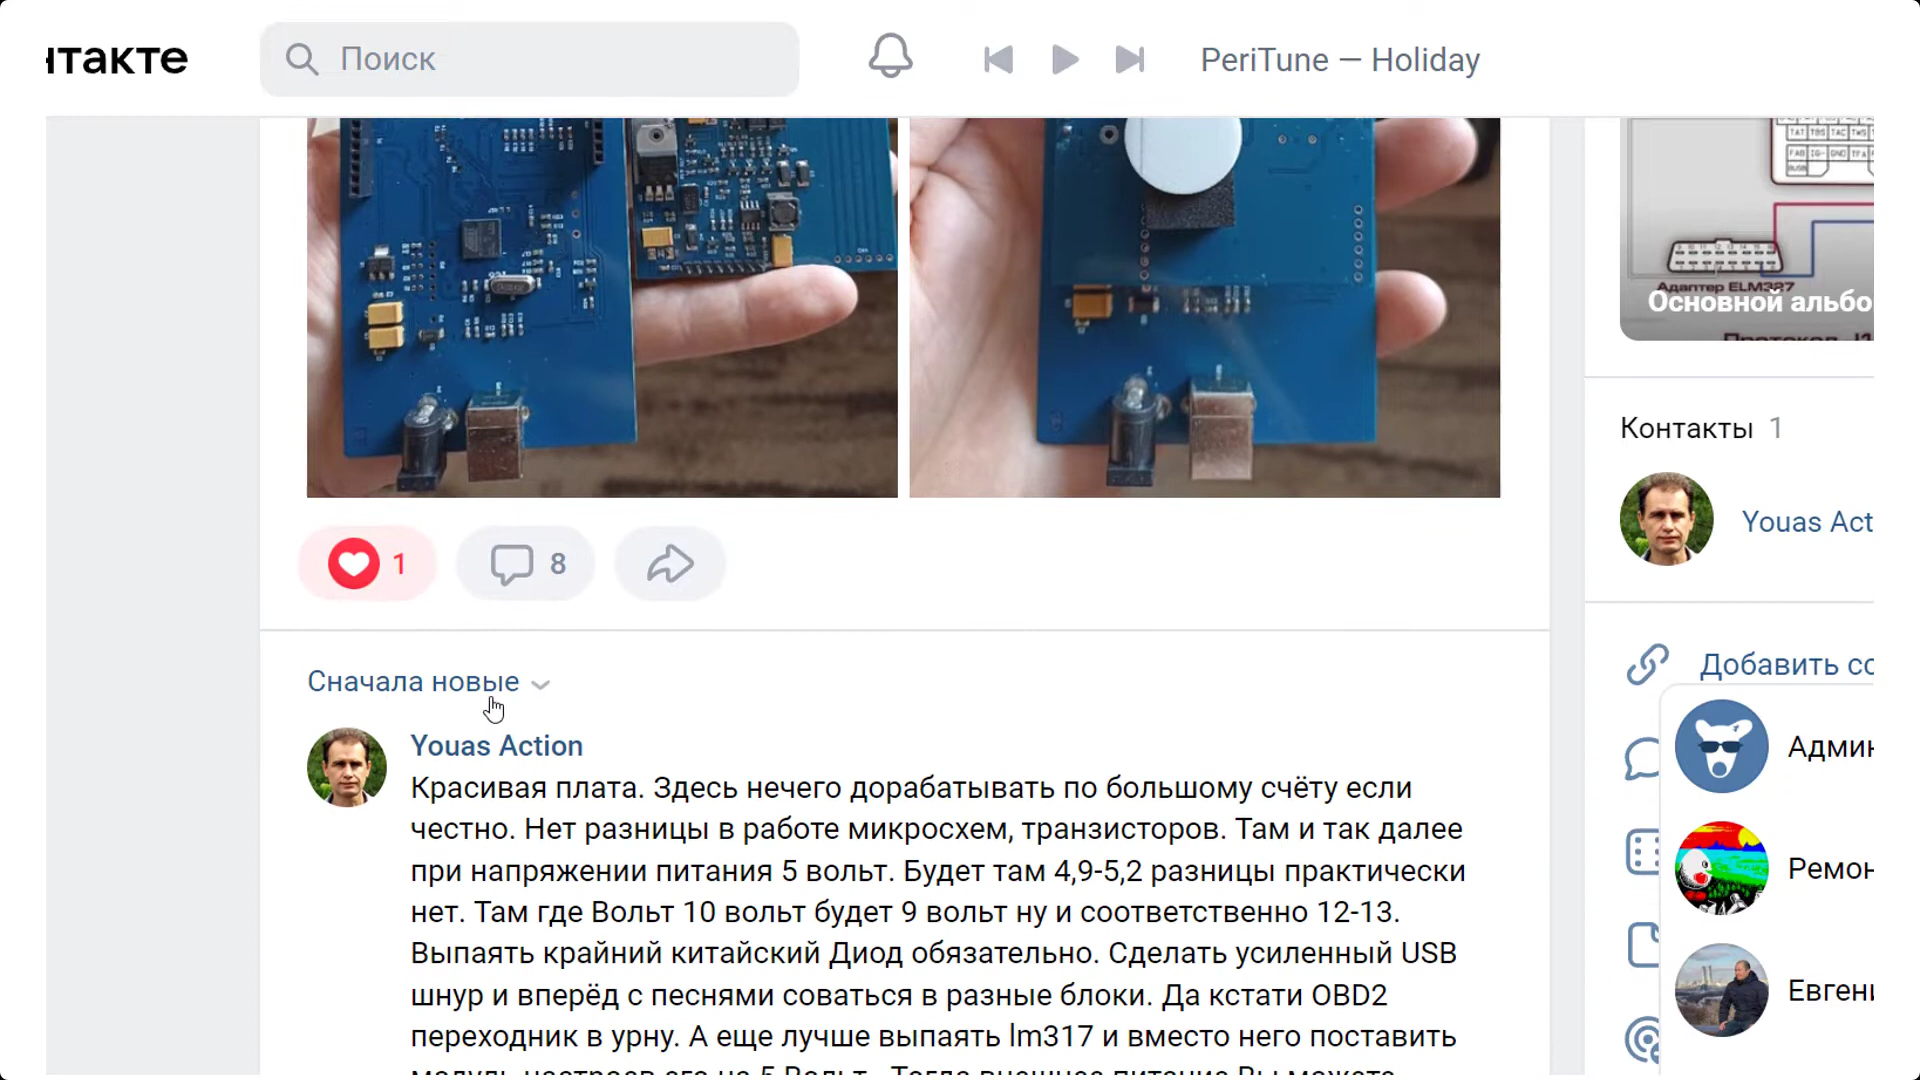 нтакте
Поиск
PeriTune — Holiday
Адаптер ELM327
Основной альбо
Контакты 1
Youas Act
1
8
Добавить сс
Сначала новые
Youas Action
Красивая плата. Здесь нечего дорабатывать по большому счёту если
честно. Нет разницы в работе микросхем, транзисторов. Там и так далее
при напряжении питания 5 вольт. Будет там 4,9-5,2 разницы практически
нет. Там где Вольт 10 вольт будет 9 вольт ну и соответственно 12-13.
Выпаять крайний китайский Диод обязательно. Сделать усиленный USB
шнур и вперёд с песнями соваться в разные блоки. Да кстати OBD2
переходник в урну. А еще лучше выпаять lm317 и вместо него поставить
Админ
Ремон
Евгени